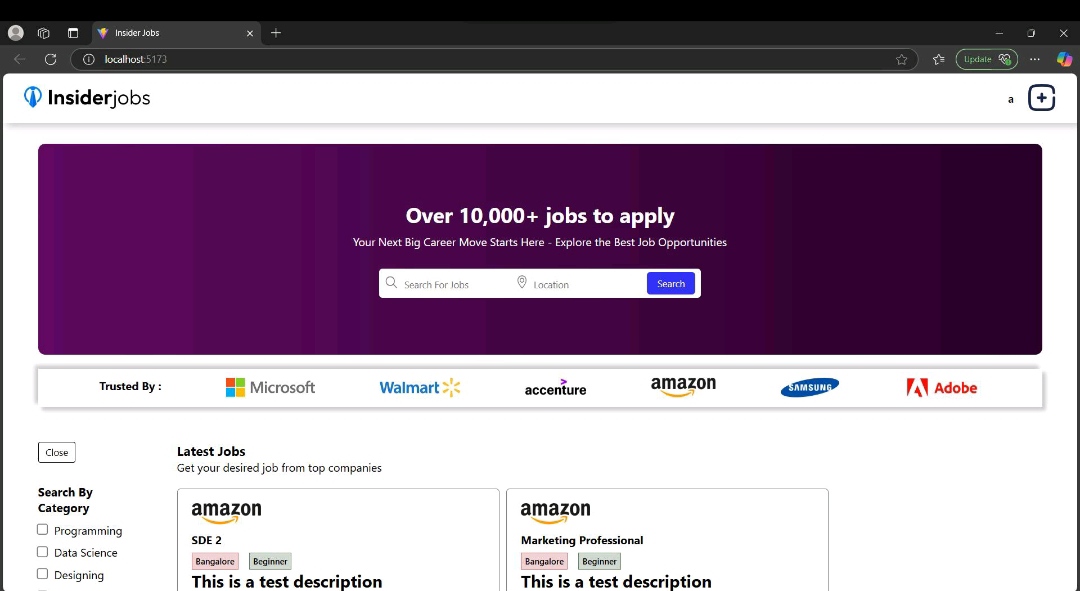 Insider Jobs
localhost:5173
Update
Insiderjobs
a
Over 10,000+ jobs to apply
Your Next Big Career Move Starts Here - Explore the Best Job Opportunities
Search For Jobs
Location
Search
Trusted By :
Microsoft
Walmart
accenture
amazon
SAMSUNG
Adobe
Close
Latest Jobs
Get your desired job from top companies
Search By
Category
Programming
Data Science
Designing
amazon
SDE 2
Bangalore
Beginner
This is a test description
amazon
Marketing Professional
Bangalore
Beginner
This is a test description